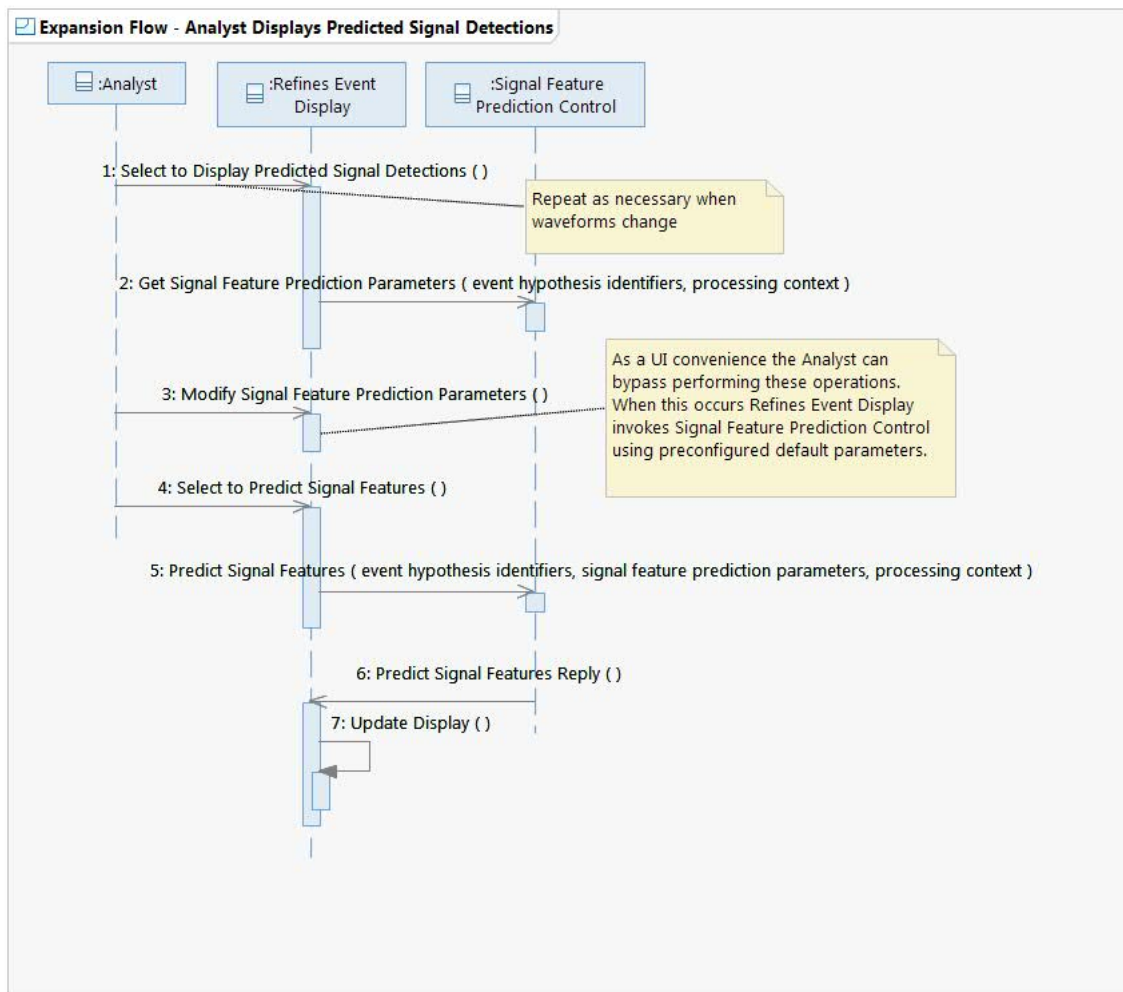 Expansion Flow - Analyst Displays Predicted Signal Detections
:Analyst
:Refines Event
Display
:Signal Feature
Prediction Control
1: Select to Display Predicted Signal Detections ( )
Repeat as necessary when
waveforms change
2: Get Signal Feature Prediction Parameters ( event hypothesis identifiers, processing context )
As a UI convenience the Analyst can
bypass performing these operations.
When this occurs Refines Event Display
invokes Signal Feature Prediction Control
using preconfigured default parameters.
3: Modify Signal Feature Prediction Parameters ( )
4: Select to Predict Signal Features ( )
5: Predict Signal Features ( event hypothesis identifiers, signal feature prediction parameters, processing context )
6: Predict Signal Features Reply ( )
7: Update Display ( )